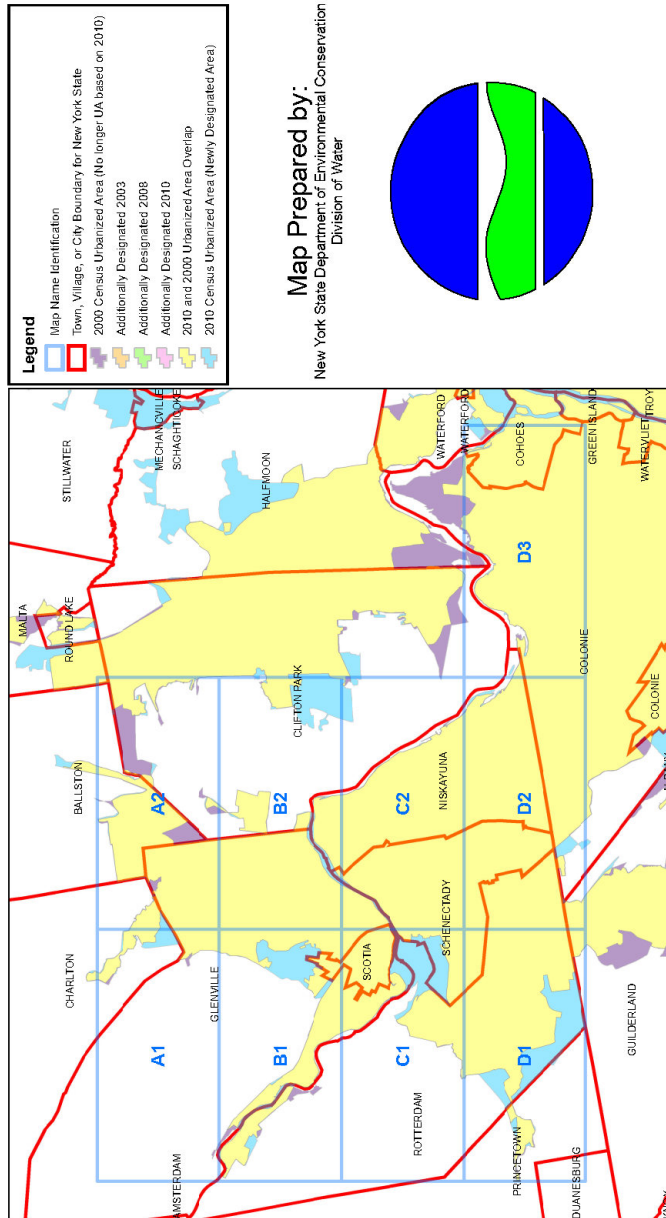 Legend
Map Name Identification
Town, Village, or City Boundary for New York State
2000 Census Urbanized Area (No longer UA based on 2010)
Additionally Designated 2003
Additionally Designated 2008
Additionally Designated 2010
2010 and 2000 Urbanized Area Overlap
2010 Census Urbanized Area (Newly Designated Area)
Map Prepared by:
New York State Department of Environmental Conservation
Division of Water
STILLWATER
MALTA
ROUND LAKE
MECHANICVILLE
SCHAGHTICOKE
BALLSTON
CHARLTON
A1
A2
AMSTERDAM
GLENVILLE
HALFMOON
CLIFTON PARK
B1
B2
SCOTIA
WATERFORD
WATERFORD
C1
C2
ROTTERDAM
SCHENECTADY
NISKAYUNA
COHOES
D1
D2
D3
PRINCETOWN
GREEN ISLAND
COLONIE
DUANESBURG
GUILDERLAND
COLONIE
WATERVLIET
TROY